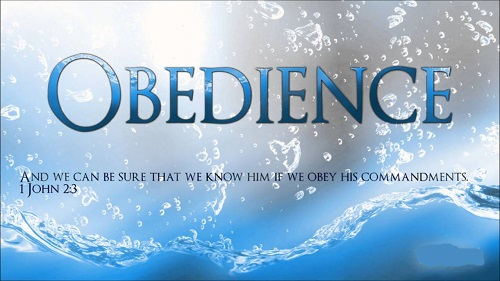 OBEDIENCE
AND WE CAN BE SURE THAT WE KNOW HIM IF WE OBEY HIS COMMANDMENTS.
1 JOHN 2:3